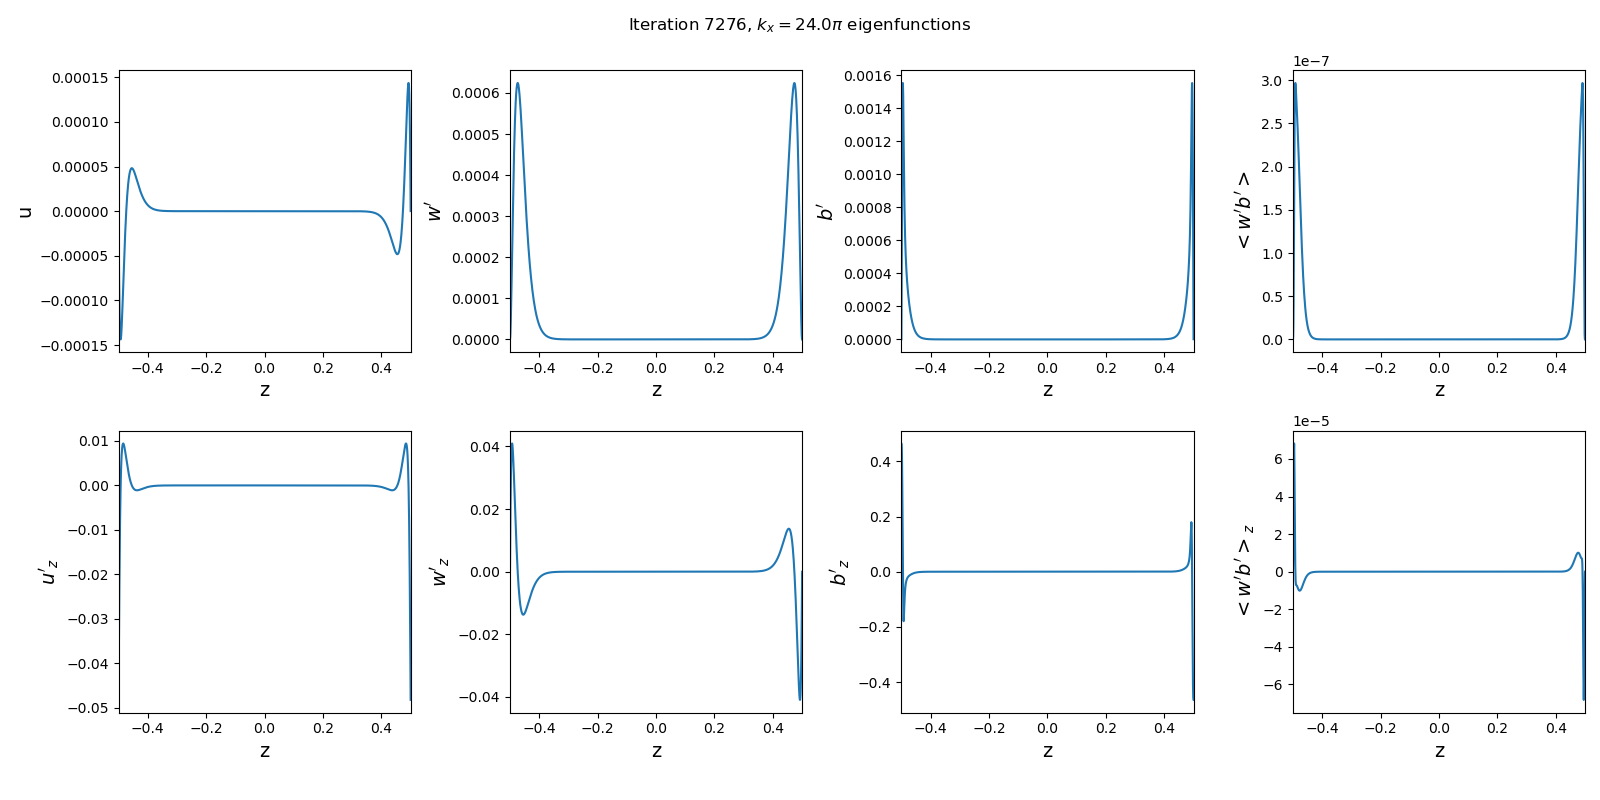 Iteration 7276, kₓ = 24.0π eigenfunctions
0.00015
0.00010
0.00005
0.00000
−0.00005
−0.00010
−0.00015
u
−0.4 −0.2 0.0 0.2 0.4
z
0.0006
0.0005
0.0004
0.0003
0.0002
0.0001
0.0000
w′
−0.4 −0.2 0.0 0.2 0.4
z
0.0016
0.0014
0.0012
0.0010
0.0008
0.0006
0.0004
0.0002
0.0000
b′
−0.4 −0.2 0.0 0.2 0.4
z
1e−7
3.0
2.5
2.0
1.5
1.0
0.5
0.0
< w′b′ >
−0.4 −0.2 0.0 0.2 0.4
z
0.01
0.00
−0.01
−0.02
−0.03
−0.04
−0.05
u′_z
−0.4 −0.2 0.0 0.2 0.4
z
0.04
0.02
0.00
−0.02
−0.04
w′_z
−0.4 −0.2 0.0 0.2 0.4
z
0.4
0.2
0.0
−0.2
−0.4
b′_z
−0.4 −0.2 0.0 0.2 0.4
z
1e−5
6
4
2
0
−2
−4
−6
< w′b′ >_z
−0.4 −0.2 0.0 0.2 0.4
z